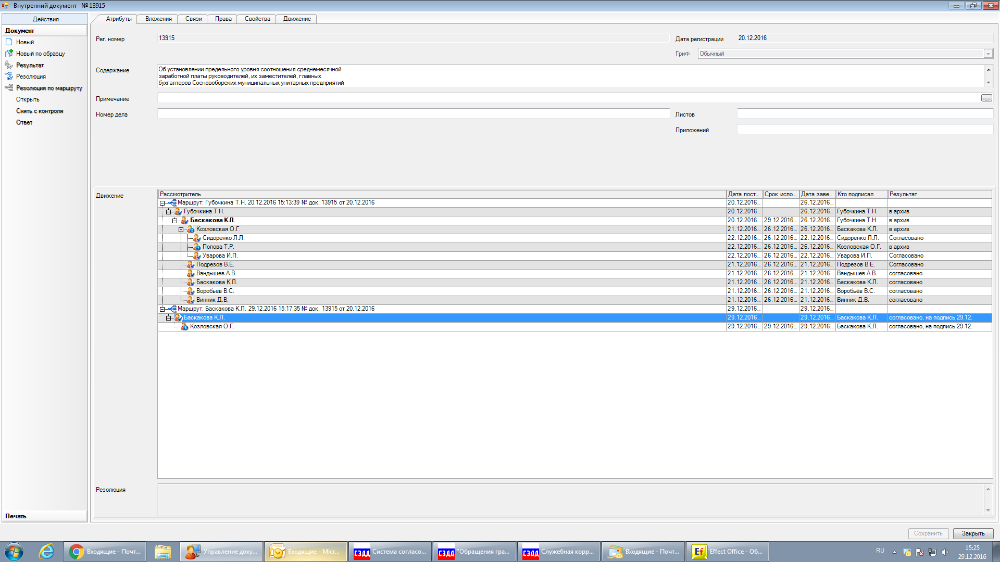 Внутренний документ № 13915
Действия
Документ
Новый
Новый по образцу
Результат
Резолюция
Резолюция по маршруту
Открыть
Снять с контроля
Ответ
Печать
Атрибуты Вложения Связи Права Свойства Движение
Рег. номер 13915 Дата регистрации 20.12.2016
Гриф Обычный
Содержание
Об установлении предельного уровня соотношения среднемесячной
заработной платы руководителей, их заместителей, главных
бухгалтеров Сосновоборских муниципальных унитарных предприятий
Примечание ...
Номер дела Листов
Приложений
Движение
Рассмотритель Дата пост... Срок испо... Дата заве... Кто подписал Результат
Маршрут: Губочкина Т.Н. 20.12.2016 15:13:39 № док. 13915 от 20.12.2016 20.12.2016... 26.12.2016...
Губочкина Т.Н. 20.12.2016... 26.12.2016... Губочкина Т.Н. в архив
Баскакова К.Л. 20.12.2016... 29.12.2016... 26.12.2016... Губочкина Т.Н. в архив
Козловская О.Г. 21.12.2016... 26.12.2016... 26.12.2016... Баскакова К.Л. в архив
Сидоренко Л.Л. 22.12.2016... 26.12.2016... 22.12.2016... Сидоренко Л.Л. Согласовано
Попова Т.Р. 22.12.2016... 26.12.2016... 26.12.2016... Козловская О.Г. в архив
Уварова И.П. 22.12.2016... 26.12.2016... 22.12.2016... Уварова И.П. Согласовано
Подрезов В.Е. 21.12.2016... 26.12.2016... 21.12.2016... Подрезов В.Е. Согласовано
Вандышев А.В. 21.12.2016... 26.12.2016... 21.12.2016... Вандышев А.В. согласовано
Баскакова К.Л. 21.12.2016... 26.12.2016... 21.12.2016... Баскакова К.Л. согласовано
Воробьёв В.С. 21.12.2016... 26.12.2016... 21.12.2016... Воробьёв В.С. согласовано
Винник Д.В. 21.12.2016... 26.12.2016... 21.12.2016... Винник Д.В. согласовано
Маршрут: Баскакова К.Л. 29.12.2016 15:17:35 № док. 13915 от 20.12.2016 29.12.2016... 29.12.2016...
Баскакова К.Л. 29.12.2016... 29.12.2016... Баскакова К.Л. согласовано, на подпись 29.12.
Козловская О.Г. 29.12.2016... 29.12.2016... 29.12.2016... Баскакова К.Л. согласовано, на подпись 29.12.
Резолюция
Сохранить Закрыть
Входящие - Почт... Управление доку... Входящие - Micr... СЭДД Система согласо... СЭДД "Обращения гра... СЭДД Служебная корр... Входящие - Почт... Ef Effect Office - Об... RU 15:25
29.12.2016